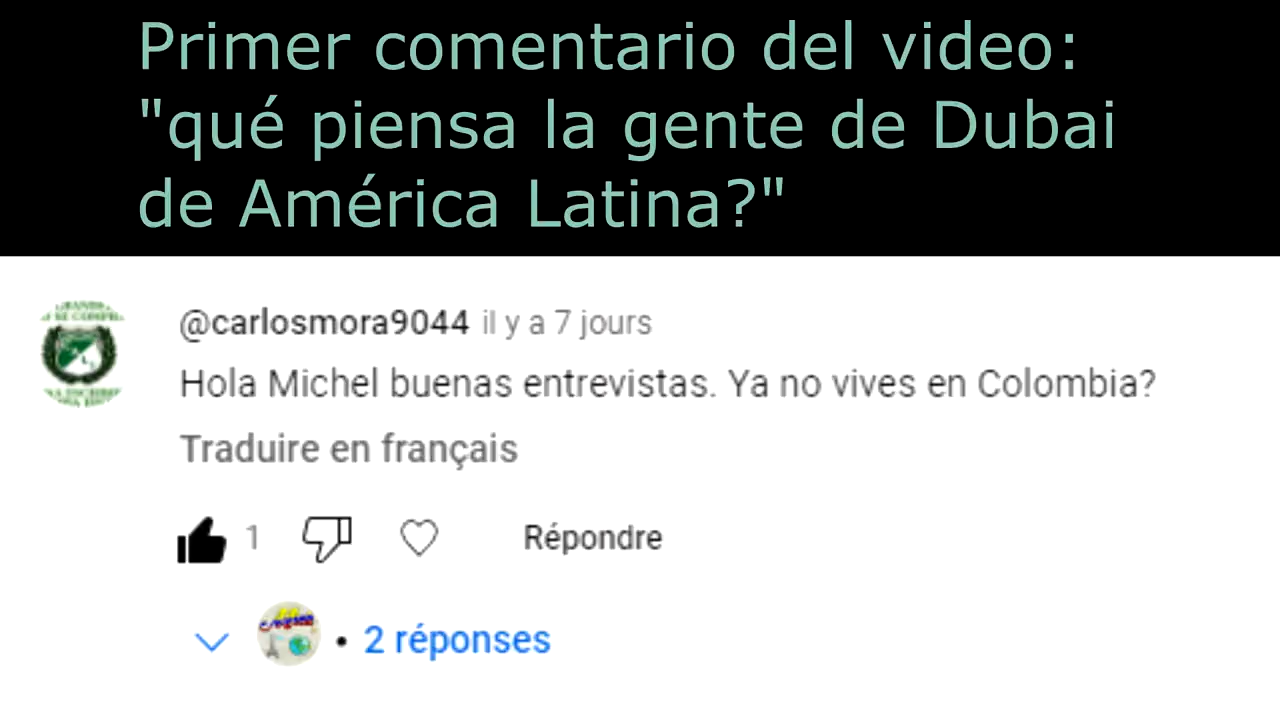 Primer comentario del video:
"qué piensa la gente de Dubai
de América Latina?"
@carlosmora9044 il y a 7 jours
Hola Michel buenas entrevistas. Ya no vives en Colombia?
Traduire en français
1 Répondre
• 2 réponses